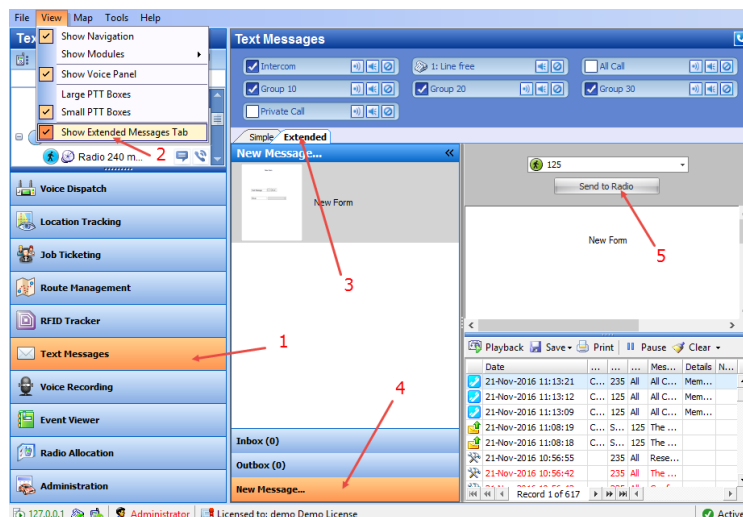 File View Map Tools Help
Tex
Show Navigation
Show Modules
Show Voice Panel
Large PTT Boxes
Small PTT Boxes
Show Extended Messages Tab
Radio 240 m...
2
Voice Dispatch
Location Tracking
Job Ticketing
Route Management
RFID Tracker
Text Messages
1
Voice Recording
Event Viewer
Radio Allocation
Administration
Text Messages
Intercom
1: Line free
All Call
Group 10
Group 20
Group 30
Private Call
Simple Extended
New Message...
New Form
3
4
Inbox (0)
Outbox (0)
New Message...
125
Send to Radio
New Form
5
Playback Save Print Pause Clear
Date ... ... ... Mes... Details N...
21-Nov-2016 11:13:21 C... 235 All All C... Mem...
21-Nov-2016 11:13:12 C... 125 All All C... Mem...
21-Nov-2016 11:13:09 C... 125 All All C... Mem...
21-Nov-2016 11:08:19 C... S... 125 The ...
21-Nov-2016 11:08:18 C... S... 125 The ...
21-Nov-2016 10:56:55 235 All Rese...
21-Nov-2016 10:56:42 235 All The ...
Record 1 of 617
127.0.0.1 Administrator Licensed to: demo Demo License Active